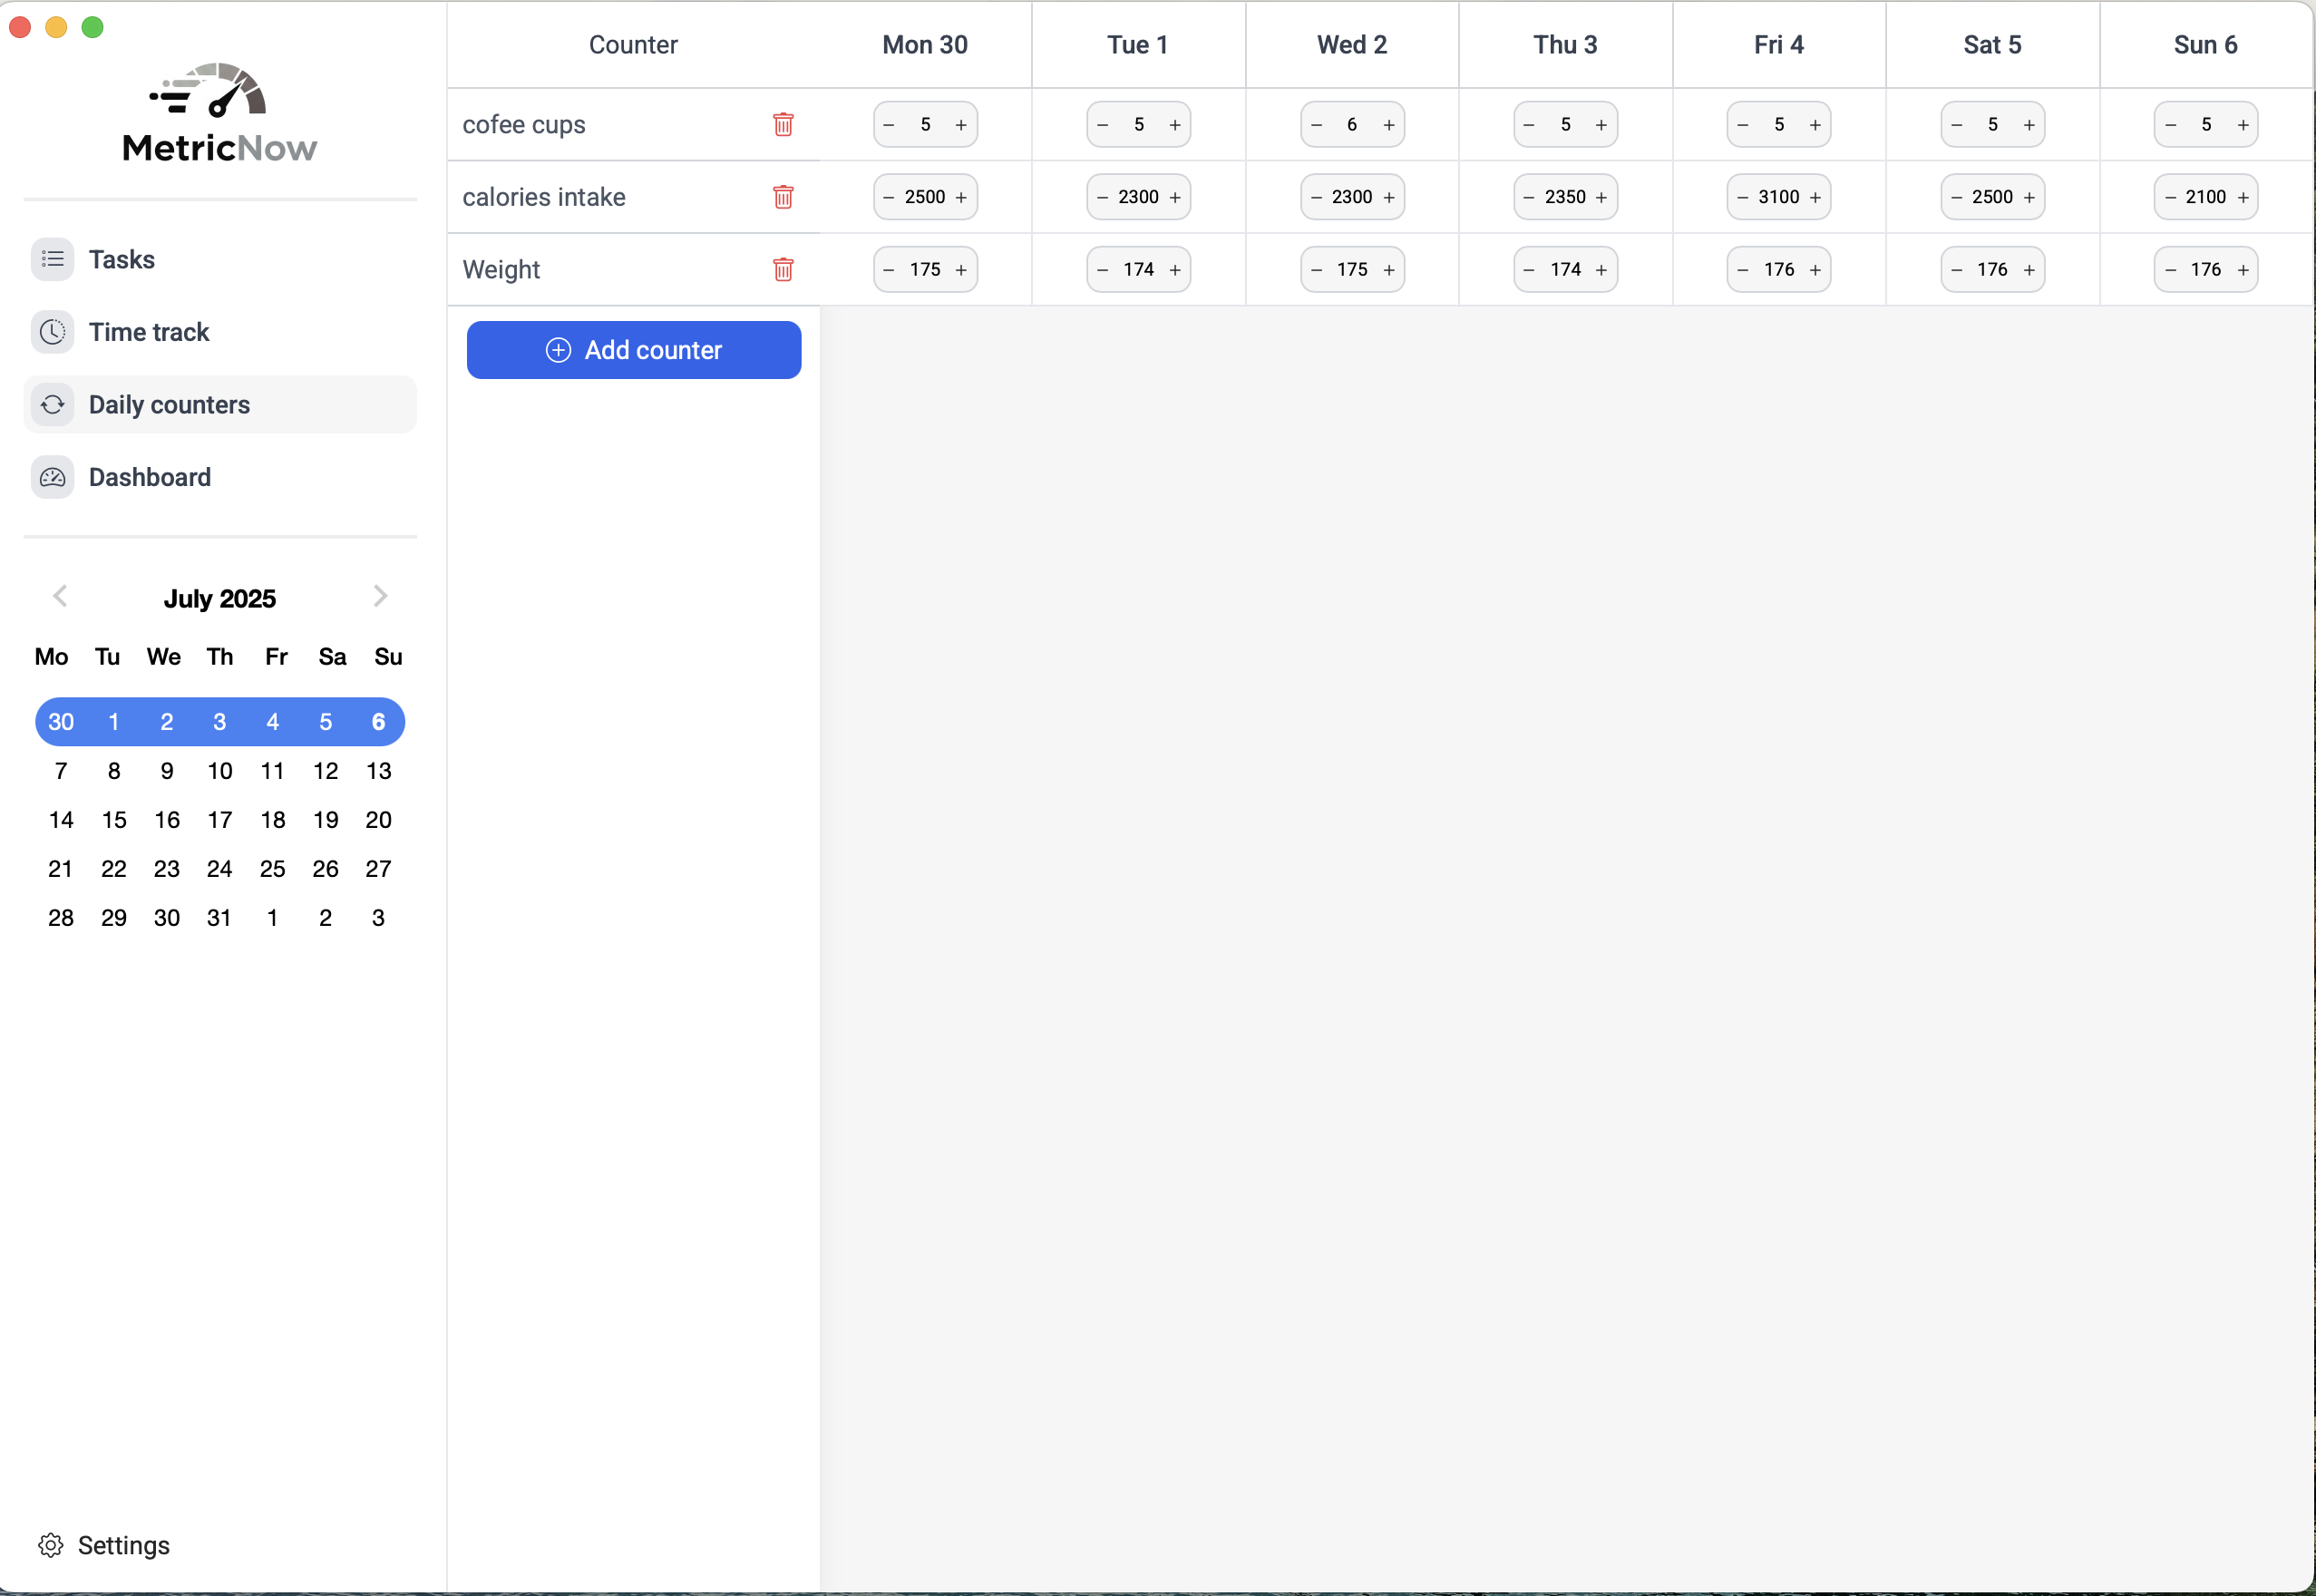 MetricNow
Tasks
Time track
Daily counters
Dashboard
July 2025
Mo Tu We Th Fr Sa Su
30 1 2 3 4 5 6
7 8 9 10 11 12 13
14 15 16 17 18 19 20
21 22 23 24 25 26 27
28 29 30 31 1 2 3
Settings
Counter Mon 30 Tue 1 Wed 2 Thu 3 Fri 4 Sat 5 Sun 6
cofee cups − 5 + − 5 + − 6 + − 5 + − 5 + − 5 + − 5 +
calories intake − 2500 + − 2300 + − 2300 + − 2350 + − 3100 + − 2500 + − 2100 +
Weight − 175 + − 174 + − 175 + − 174 + − 176 + − 176 + − 176 +
Add counter